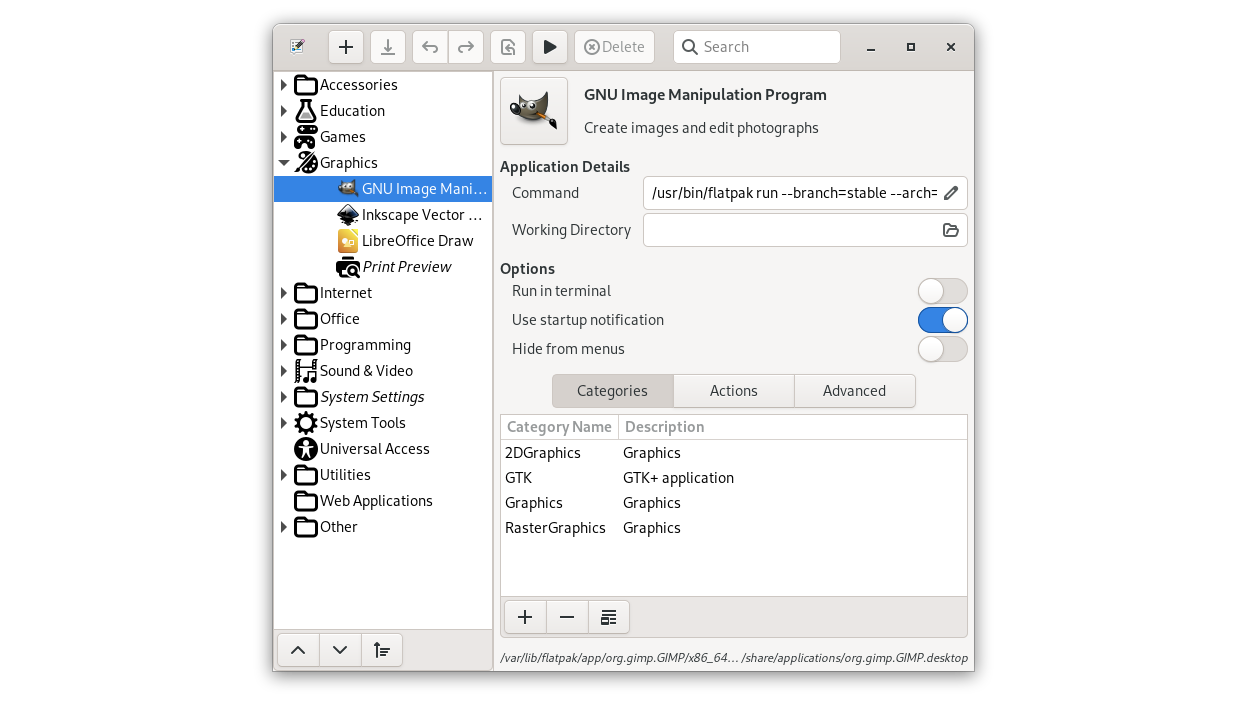 Delete
Search
Accessories
Education
Games
Graphics
GNU Image Mani…
Inkscape Vector …
LibreOffice Draw
Print Preview
Internet
Office
Programming
Sound & Video
System Settings
System Tools
Universal Access
Utilities
Web Applications
Other
GNU Image Manipulation Program
Create images and edit photographs
Application Details
Command /usr/bin/flatpak run --branch=stable --arch=
Working Directory
Options
Run in terminal
Use startup notification
Hide from menus
Categories Actions Advanced
Category Name Description
2DGraphics Graphics
GTK GTK+ application
Graphics Graphics
RasterGraphics Graphics
/var/lib/flatpak/app/org.gimp.GIMP/x86_64… /share/applications/org.gimp.GIMP.desktop